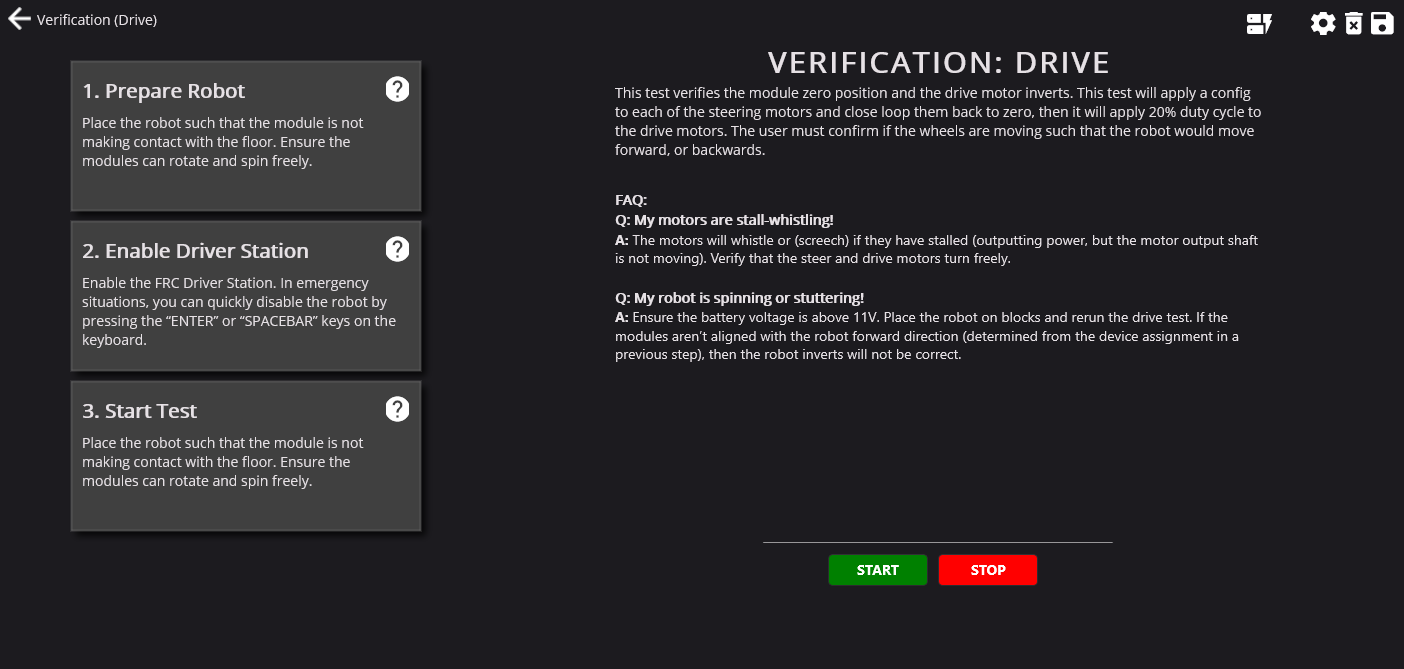 Verification (Drive)
1. Prepare Robot
?
Place the robot such that the module is not
making contact with the floor. Ensure the
modules can rotate and spin freely.
2. Enable Driver Station
?
Enable the FRC Driver Station. In emergency
situations, you can quickly disable the robot by
pressing the “ENTER” or “SPACEBAR” keys on the
keyboard.
3. Start Test
?
Place the robot such that the module is not
making contact with the floor. Ensure the
modules can rotate and spin freely.
VERIFICATION: DRIVE
This test verifies the module zero position and the drive motor inverts. This test will apply a config
to each of the steering motors and close loop them back to zero, then it will apply 20% duty cycle to
the drive motors. The user must confirm if the wheels are moving such that the robot would move
forward, or backwards.
FAQ:
Q: My motors are stall-whistling!
A: The motors will whistle or (screech) if they have stalled (outputting power, but the motor output shaft
is not moving). Verify that the steer and drive motors turn freely.
Q: My robot is spinning or stuttering!
A: Ensure the battery voltage is above 11V. Place the robot on blocks and rerun the drive test. If the
modules aren’t aligned with the robot forward direction (determined from the device assignment in a
previous step), then the robot inverts will not be correct.
START
STOP